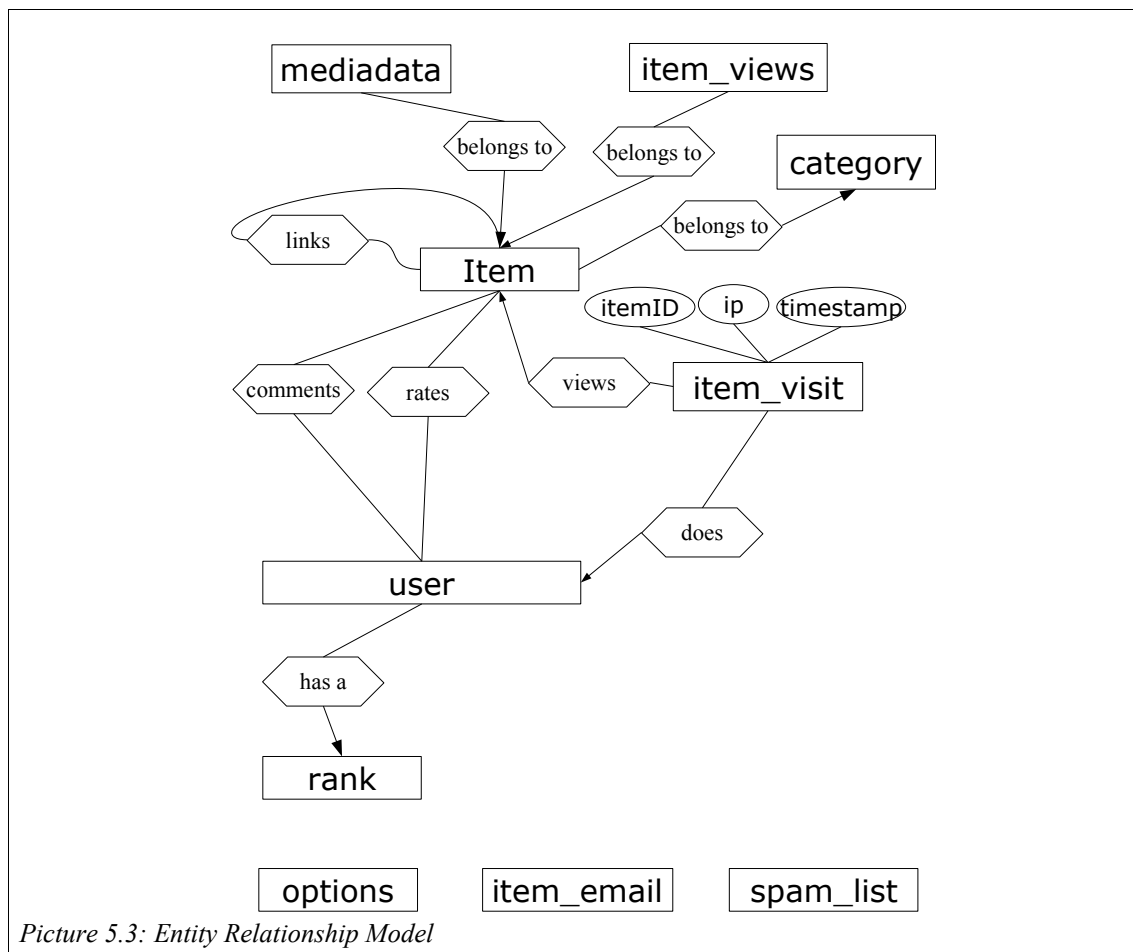 mediadata
item_views
belongs to
belongs to
category
belongs to
links
Item
itemID
ip
timestamp
comments
rates
views
item_visit
does
user
has a
rank
options
item_email
spam_list
Picture 5.3: Entity Relationship Model